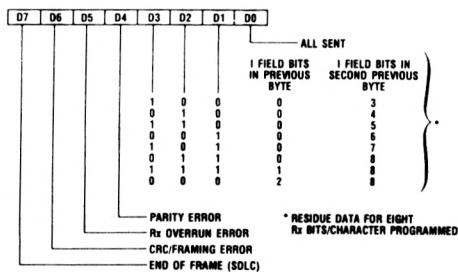 D7 D6 D5 D4 D3 D2 D1 D0
ALL SENT
I FIELD BITS
IN PREVIOUS
BYTE
I FIELD BITS IN
SECOND PREVIOUS
BYTE
1 0 0 0 3
0 1 0 0 4
1 1 0 0 5
0 0 1 0 6
1 0 1 0 7
0 1 1 0 8
1 1 1 1 8
0 0 0 2 8
*
PARITY ERROR
Rx OVERRUN ERROR
CRC/FRAMING ERROR
END OF FRAME (SDLC)
* RESIDUE DATA FOR EIGHT
Rx BITS/CHARACTER PROGRAMMED